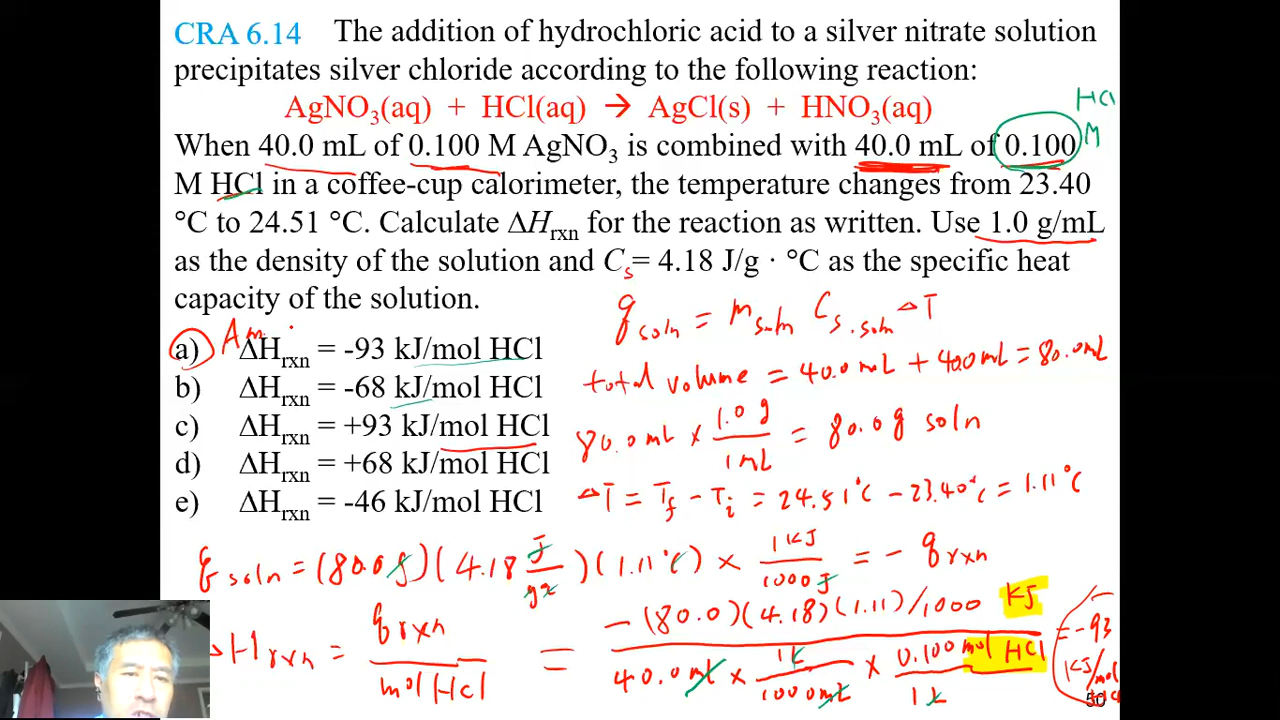 CRA 6.14 The addition of hydrochloric acid to a silver nitrate solution
precipitates silver chloride according to the following reaction:
AgNO₃(aq) + HCl(aq) → AgCl(s) + HNO₃(aq)
HCl
When 40.0 mL of 0.100 M AgNO₃ is combined with 40.0 mL of 0.100 M
M HCl in a coffee-cup calorimeter, the temperature changes from 23.40
°C to 24.51 °C. Calculate ΔHrxn for the reaction as written. Use 1.0 g/mL
as the density of the solution and Cs= 4.18 J/g · °C as the specific heat
capacity of the solution.
q soln = m soln Cs, soln ΔT
a) ΔHrxn = -93 kJ/mol HCl
total volume = 40.0 mL + 40.0 mL = 80.0 mL
b) ΔHrxn = -68 kJ/mol HCl
c) ΔHrxn = +93 kJ/mol HCl
80.0 mL × 1.0 g / 1 mL = 80.0 g soln
d) ΔHrxn = +68 kJ/mol HCl
e) ΔHrxn = -46 kJ/mol HCl
ΔT = Tf - Ti = 24.51°C - 23.40°C = 1.11°C
q soln = (80.0 g)(4.18 J / g°C)(1.11°C) × 1 kJ / 1000 J = - q rxn
ΔHrxn = q rxn / mol HCl = -(80.0)(4.18)(1.11)/1000 kJ / 40.0 mL × 1 L / 1000 mL × 0.100 mol HCl / 1 L = -93 kJ/mol HCl
50